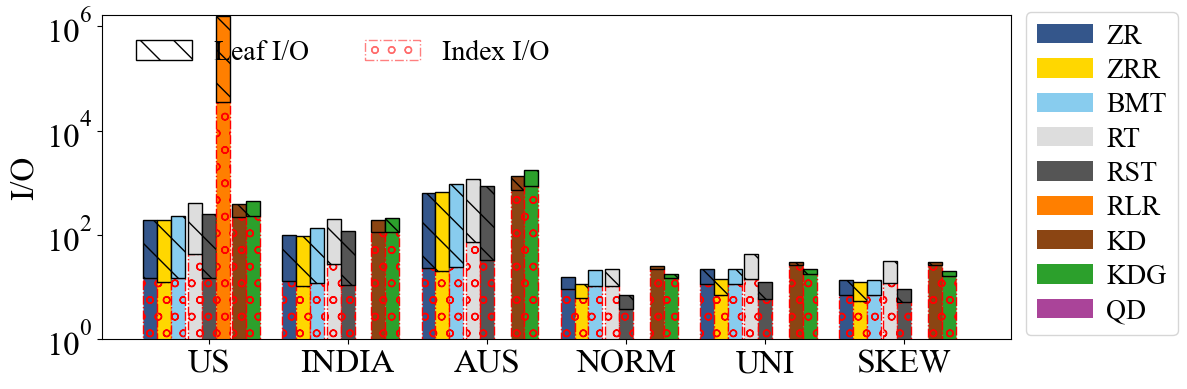 I/O
10^6
10^4
10^2
10^0
Leaf I/O
Index I/O
US
INDIA
AUS
NORM
UNI
SKEW
ZR
ZRR
BMT
RT
RST
RLR
KD
KDG
QD